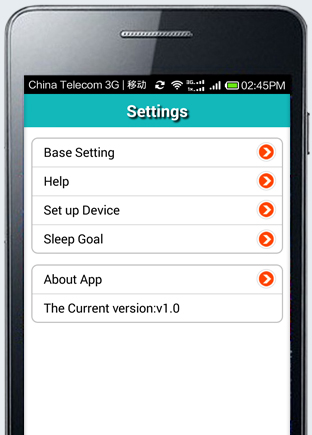 China Telecom 3G | 移动 3G 1x 02:45PM
Settings
Base Setting
Help
Set up Device
Sleep Goal
About App
The Current version:v1.0